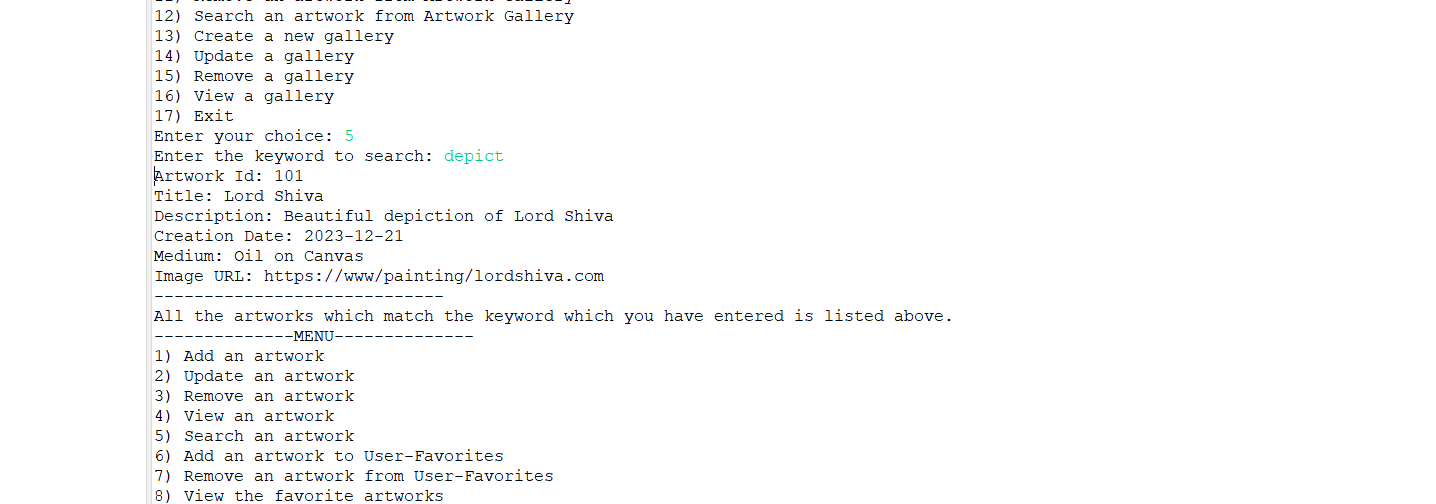 12) Search an artwork from Artwork Gallery
13) Create a new gallery
14) Update a gallery
15) Remove a gallery
16) View a gallery
17) Exit
Enter your choice: 5
Enter the keyword to search: depict
Artwork Id: 101
Title: Lord Shiva
Description: Beautiful depiction of Lord Shiva
Creation Date: 2023-12-21
Medium: Oil on Canvas
Image URL: https://www/painting/lordshiva.com
-----------------------------
All the artworks which match the keyword which you have entered is listed above.
--------------MENU--------------
1) Add an artwork
2) Update an artwork
3) Remove an artwork
4) View an artwork
5) Search an artwork
6) Add an artwork to User-Favorites
7) Remove an artwork from User-Favorites
8) View the favorite artworks